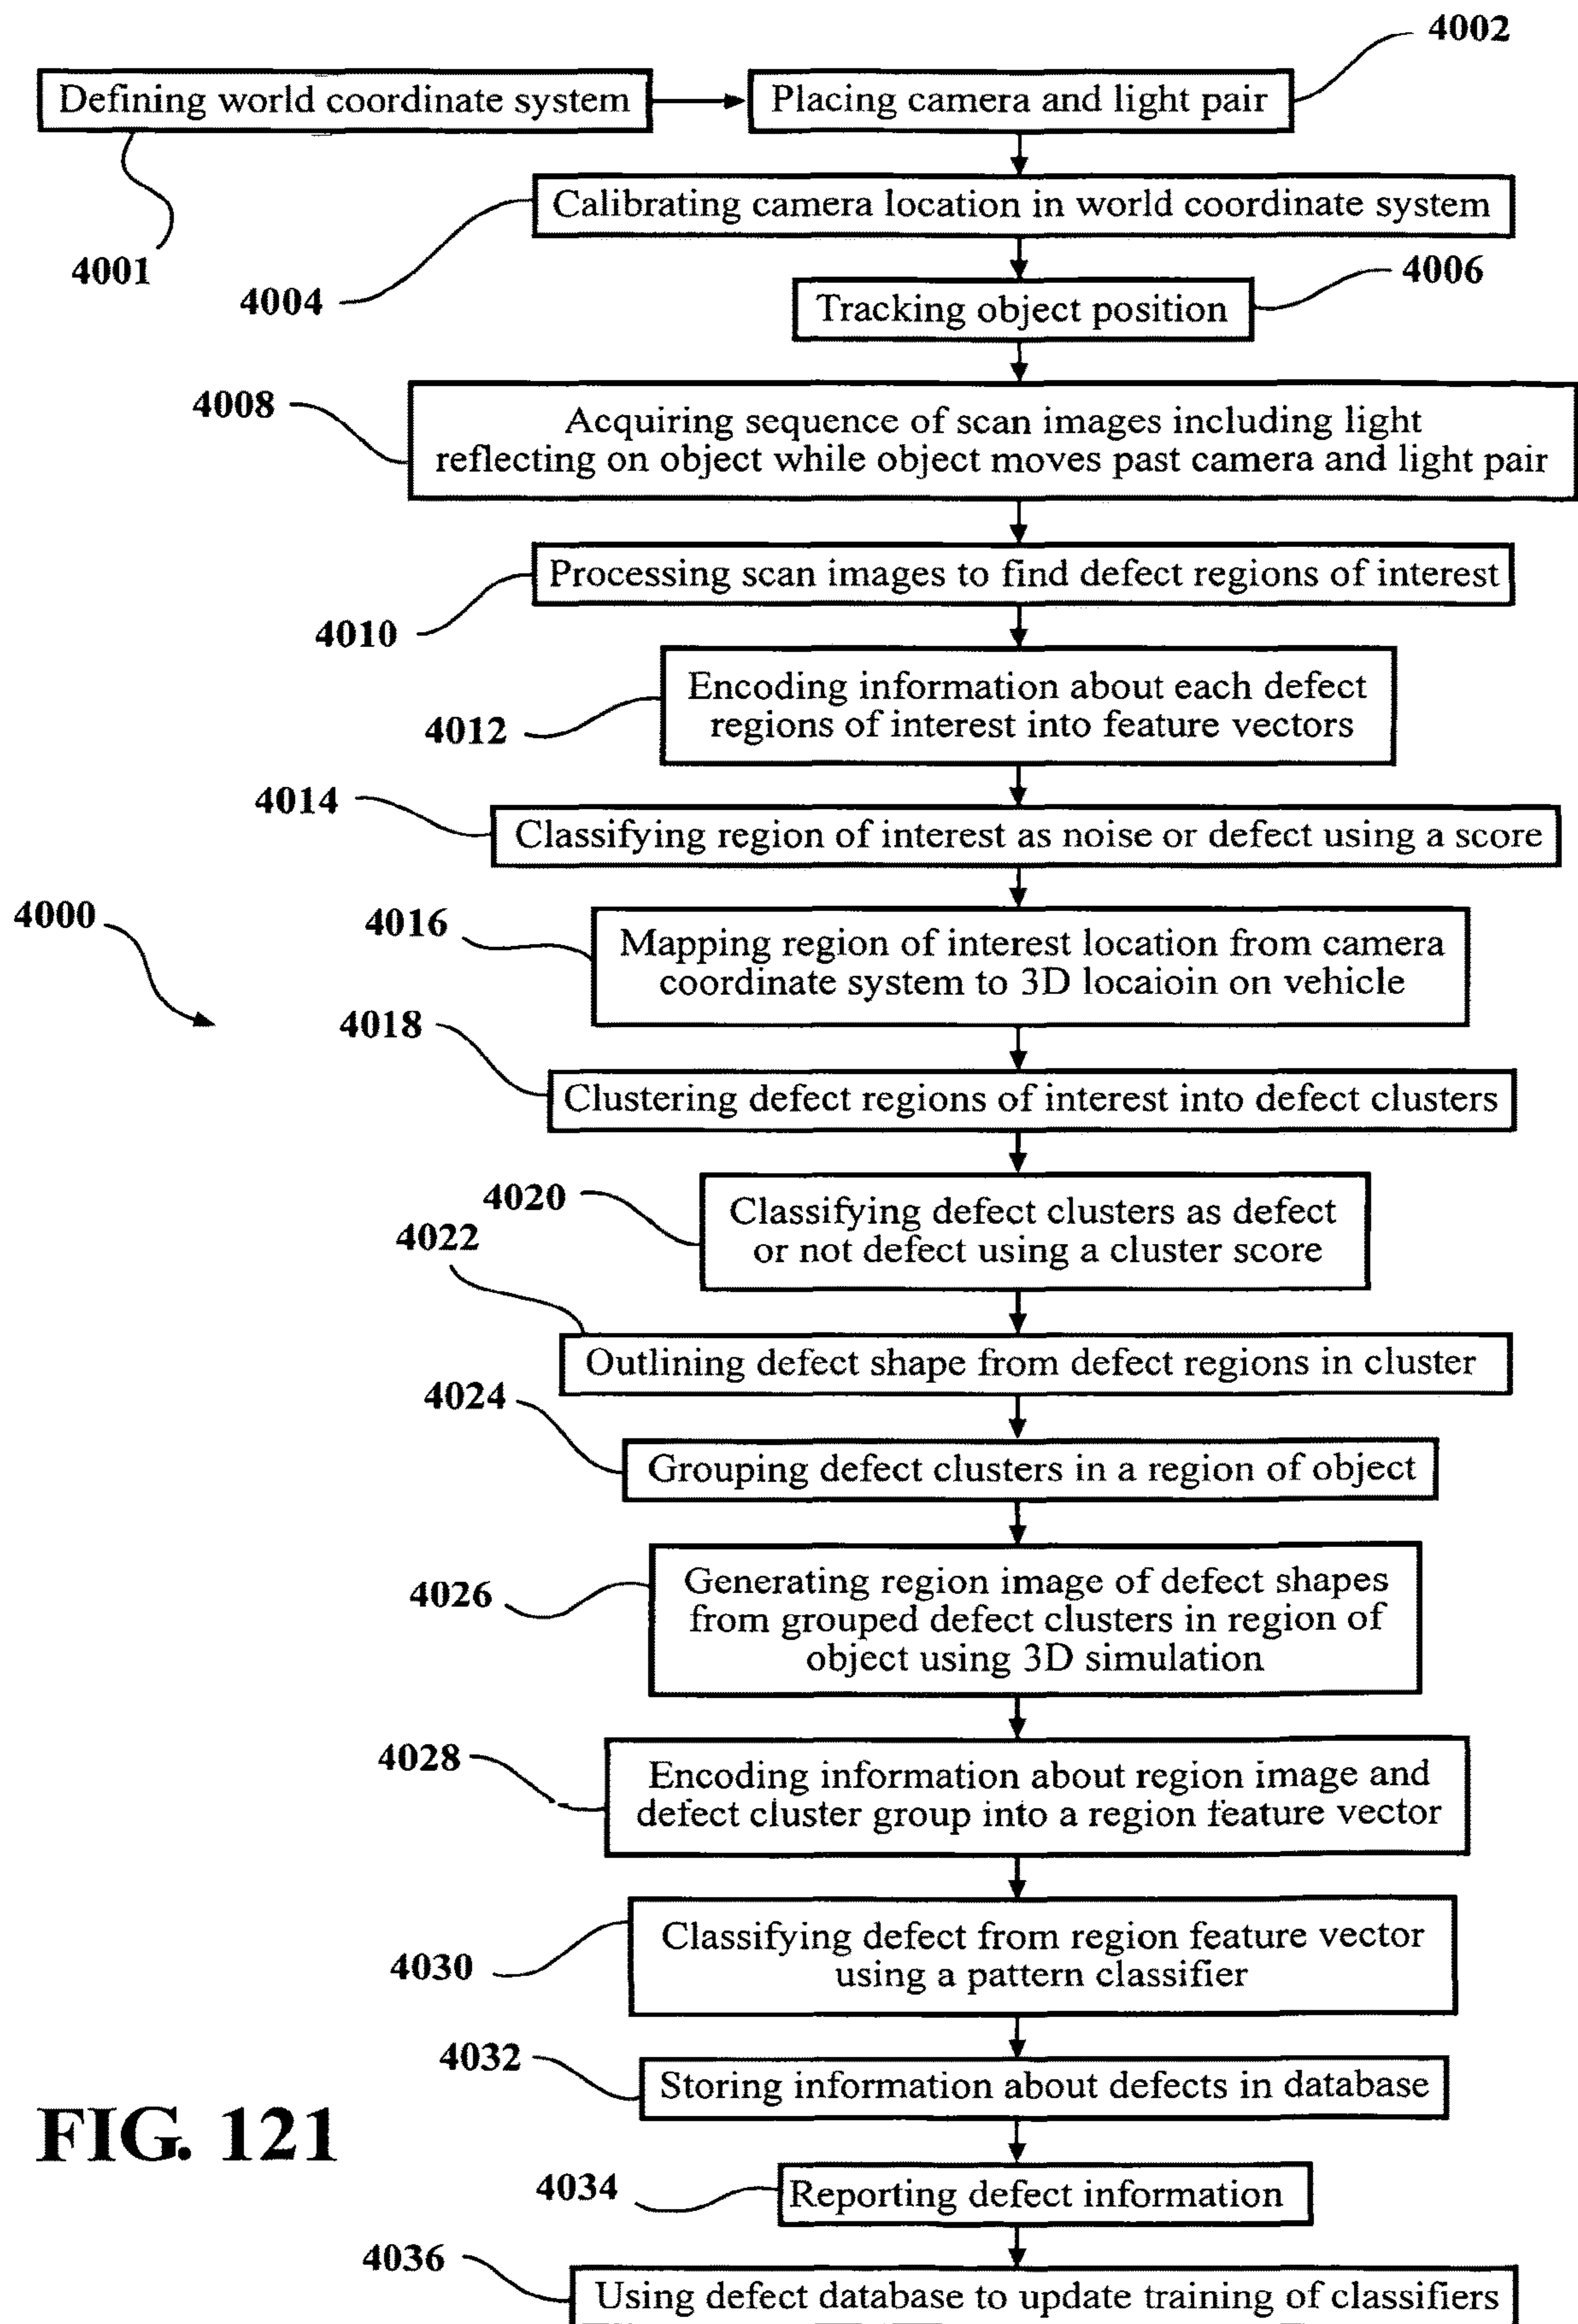 4002
Defining world coordinate system
Placing camera and light pair
Calibrating camera location in world coordinate system
4001
4004
4006
Tracking object position
4008
Acquiring sequence of scan images including light
reflecting on object while object moves past camera and light pair
Processing scan images to find defect regions of interest
4010
Encoding information about each defect
regions of interest into feature vectors
4012
4014
Classifying region of interest as noise or defect using a score
4000
4016
Mapping region of interest location from camera
coordinate system to 3D locaioin on vehicle
4018
Clustering defect regions of interest into defect clusters
4020
Classifying defect clusters as defect
or not defect using a cluster score
4022
Outlining defect shape from defect regions in cluster
4024
Grouping defect clusters in a region of object
4026
Generating region image of defect shapes
from grouped defect clusters in region of
object using 3D simulation
4028
Encoding information about region image and
defect cluster group into a region feature vector
4030
Classifying defect from region feature vector
using a pattern classifier
4032
Storing information about defects in database
FIG. 121
4034
Reporting defect information
4036
Using defect database to update training of classifiers